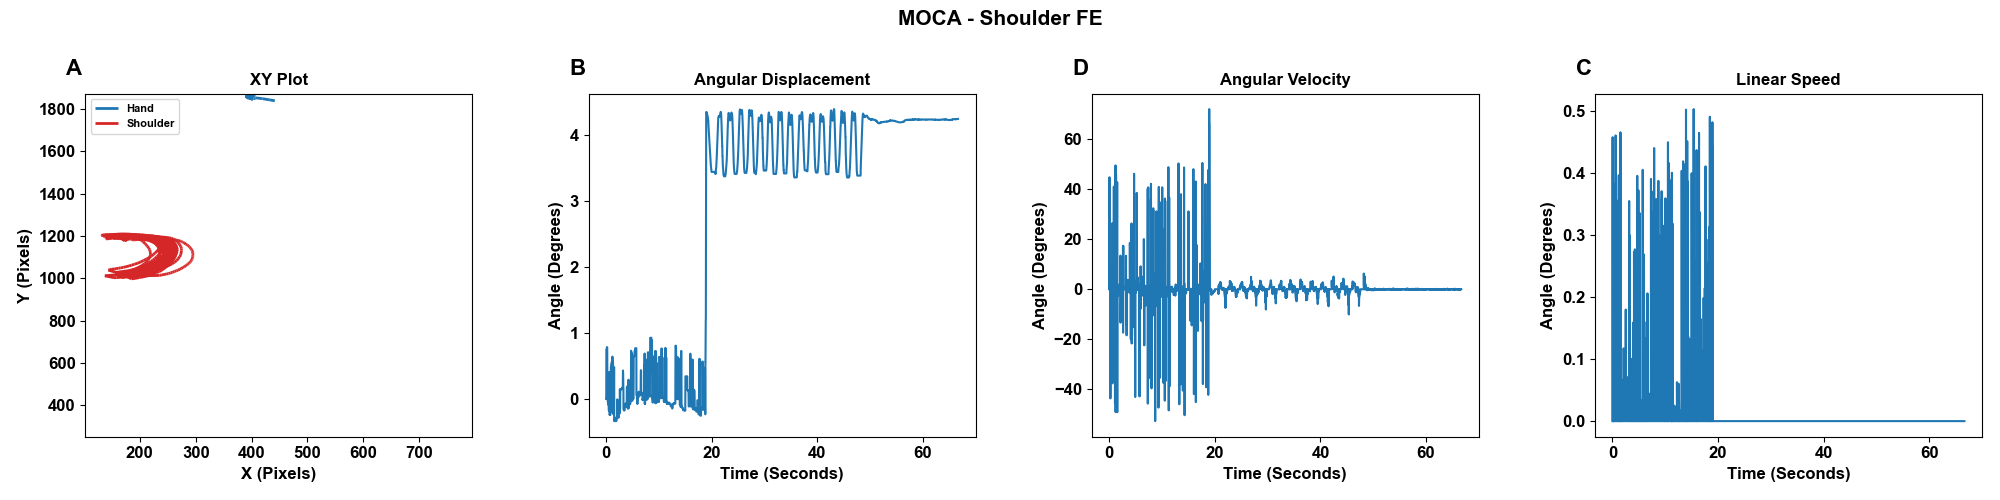 MOCA - Shoulder FE
A
XY Plot
Hand
Shoulder
1800
1600
1400
1200
1000
800
600
400
Y (Pixels)
200
300
400
500
600
700
X (Pixels)
B
Angular Displacement
4
3
2
1
0
Angle (Degrees)
0
20
40
60
Time (Seconds)
D
Angular Velocity
60
40
20
0
−20
−40
Angle (Degrees)
0
20
40
60
Time (Seconds)
C
Linear Speed
0.5
0.4
0.3
0.2
0.1
0.0
Angle (Degrees)
0
20
40
60
Time (Seconds)